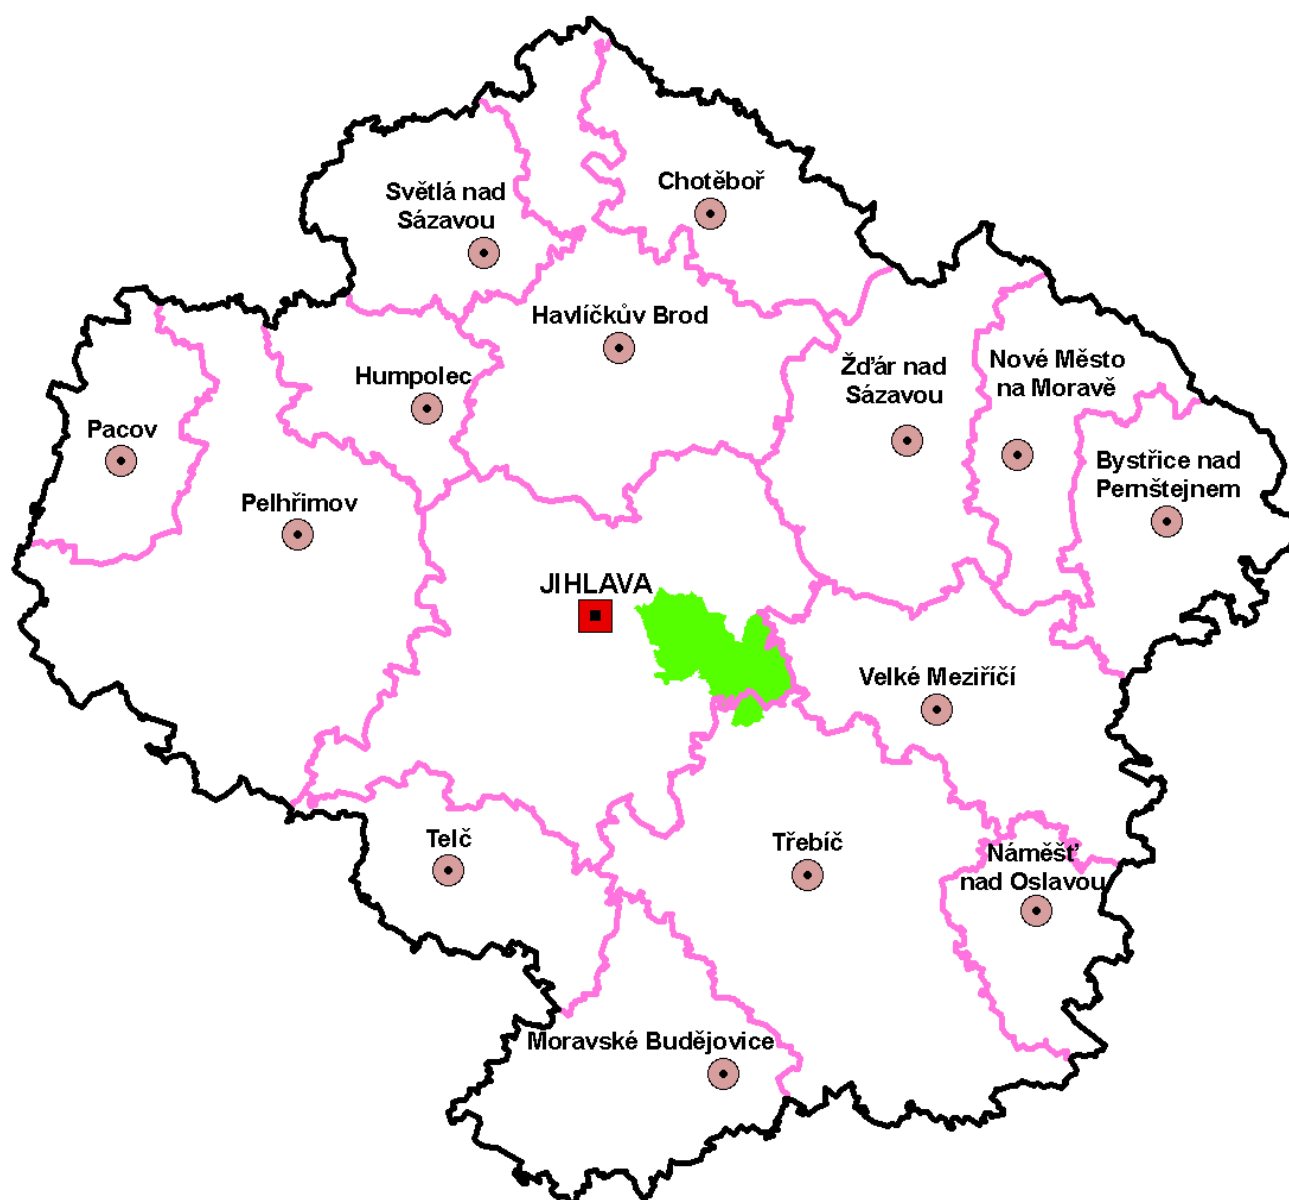 Chotěboř
Světlá nad
Sázavou
Havlíčkův Brod
Žďár nad
Sázavou
Nové Město
na Moravě
Humpolec
Pacov
Bystřice nad
Pernštejnem
Pelhřimov
JIHLAVA
Velké Meziříčí
Telč
Třebíč
Náměšť
nad Oslavou
Moravské Budějovice